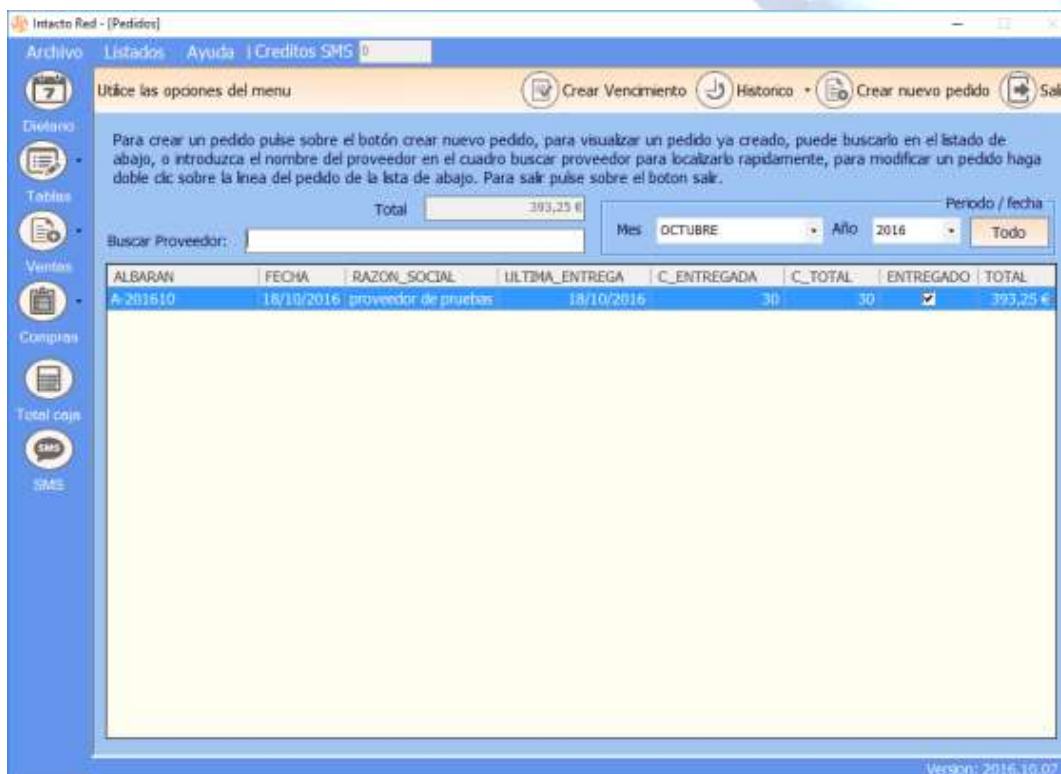 Intacto Red - [Pedidos]
Archivo Listados Ayuda | Creditos SMS 0
Utilice las opciones del menu Crear Vencimiento Historico Crear nuevo pedido Sali
7
Dietario
Tablas
Ventas
Compras
Total caja
SMS
SMS
Para crear un pedido pulse sobre el botón crear nuevo pedido, para visualizar un pedido ya creado, puede buscarlo en el listado de
abajo, o introduzca el nombre del proveedor en el cuadro buscar proveedor para localizarlo rapidamente, para modificar un pedido haga
doble clic sobre la linea del pedido de la lista de abajo. Para salir pulse sobre el boton salir.
Total 393,25 €
Periodo / fecha
Buscar Proveedor:
Mes OCTUBRE Año 2016 Todo
ALBARAN FECHA RAZON_SOCIAL ULTIMA_ENTREGA C_ENTREGADA C_TOTAL ENTREGADO TOTAL
A-201610 18/10/2016 proveedor de pruebas 18/10/2016 30 30 393,25 €
Version: 2016.10.07